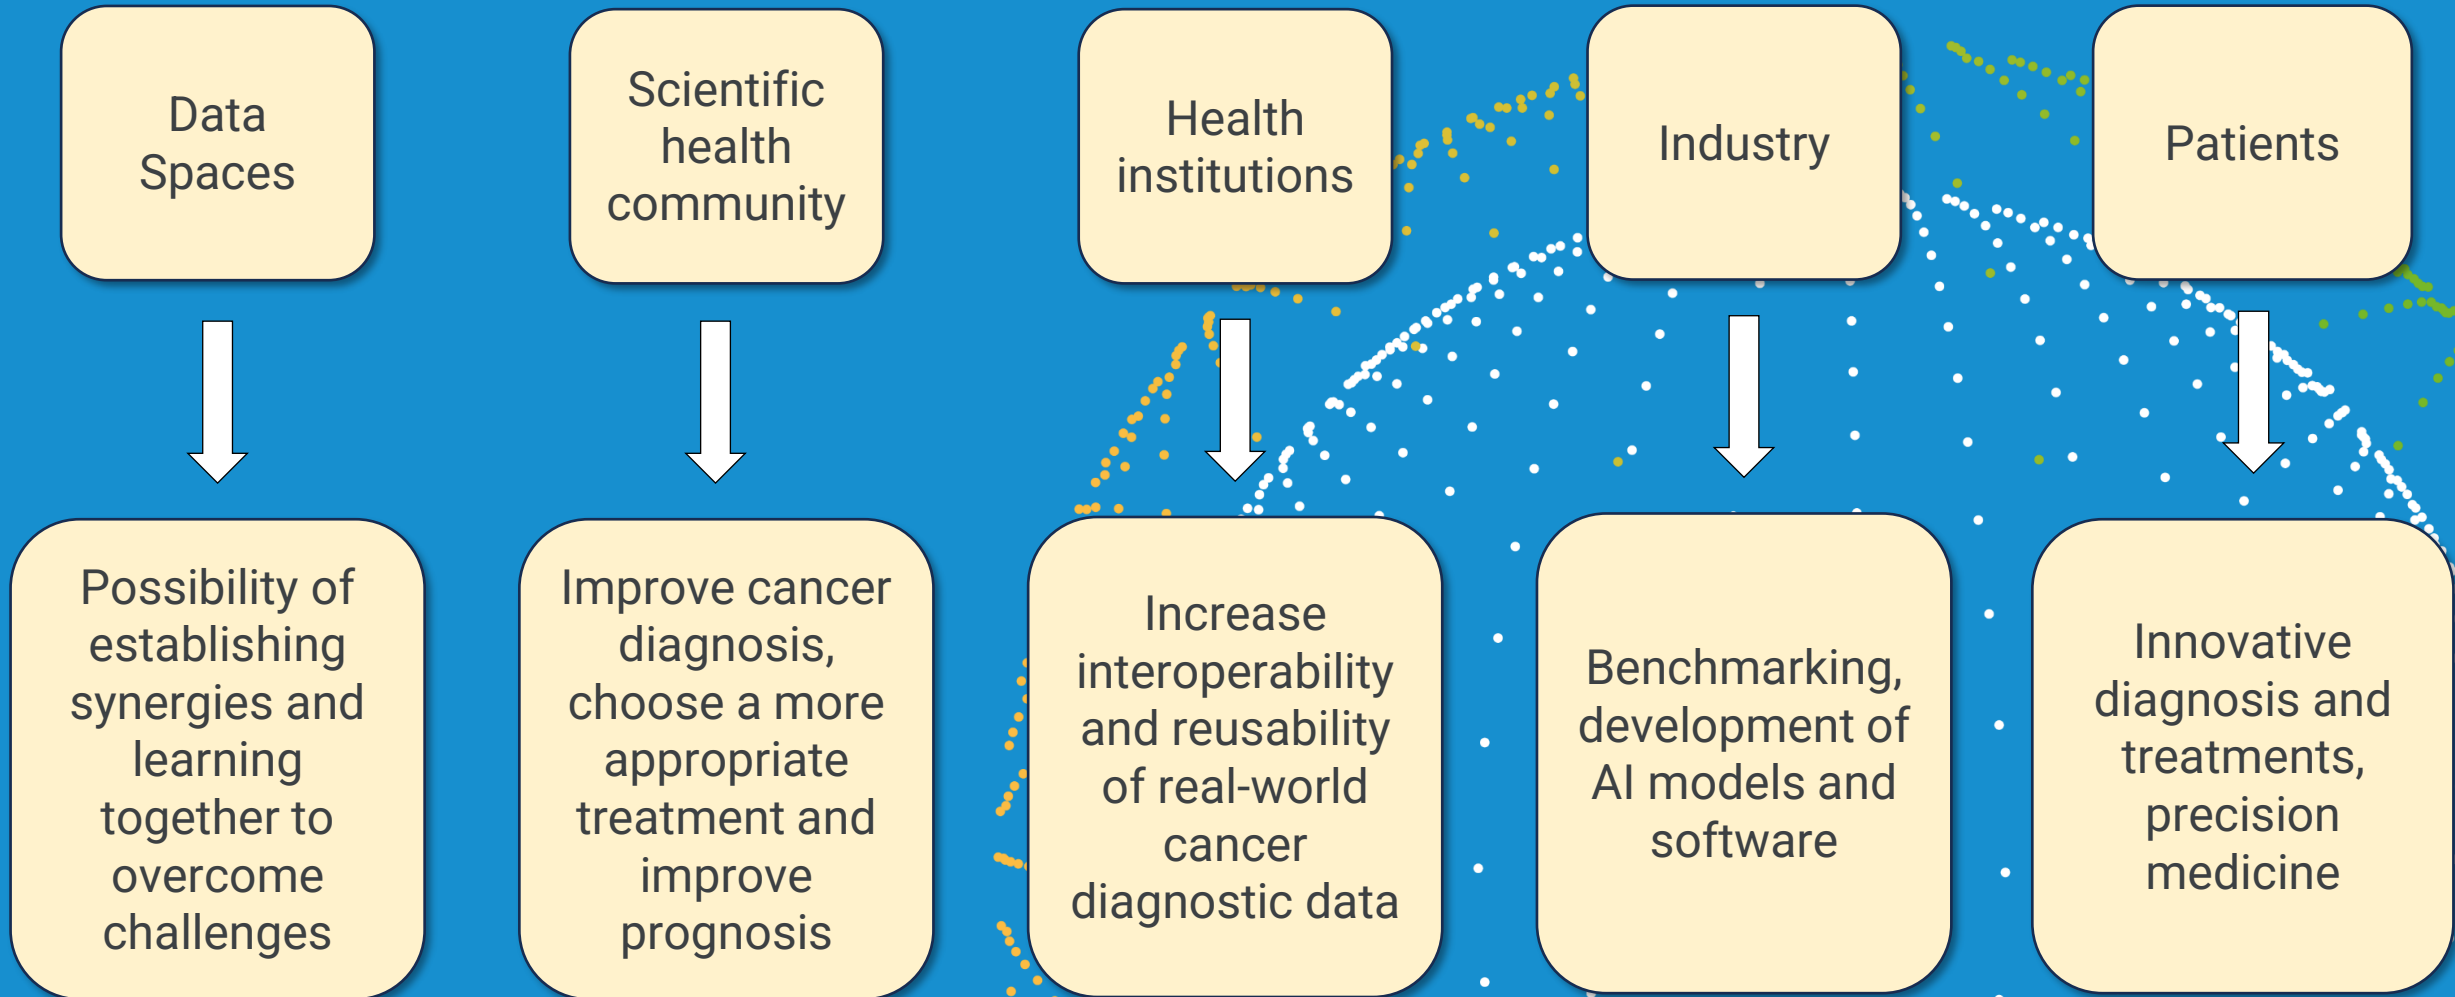 Data
Spaces
Scientific
health
community
Health
institutions
Industry
Patients
Possibility of
establishing
synergies and
learning
together to
overcome
challenges
Improve cancer
diagnosis,
choose a more
appropriate
treatment and
improve
prognosis
Increase
interoperability
and reusability
of real-world
cancer
diagnostic data
Benchmarking,
development of
AI models and
software
Innovative
diagnosis and
treatments,
precision
medicine